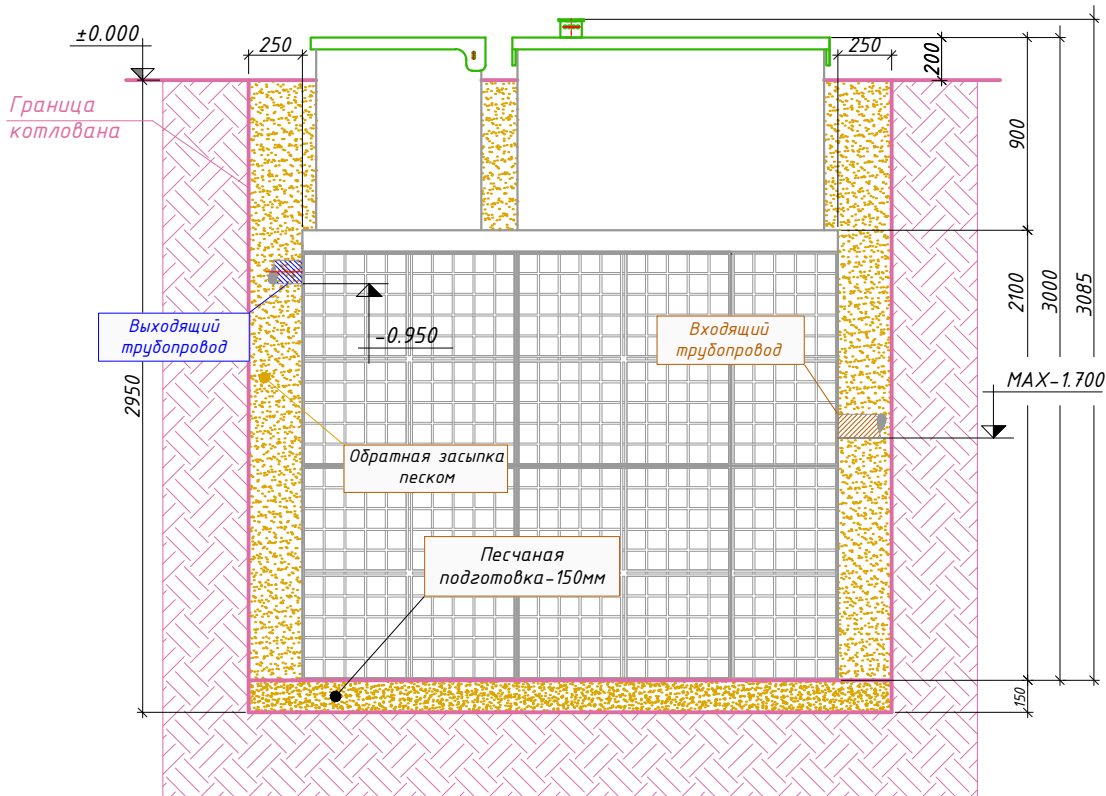 ±0.000
250
250
200
Граница
котлована
900
2100
3000
3085
Выходящий
трубопровод
-0.950
Входящий
трубопровод
MAX-1.700
2950
Обратная засыпка
песком
Песчаная
подготовка-150мм
150